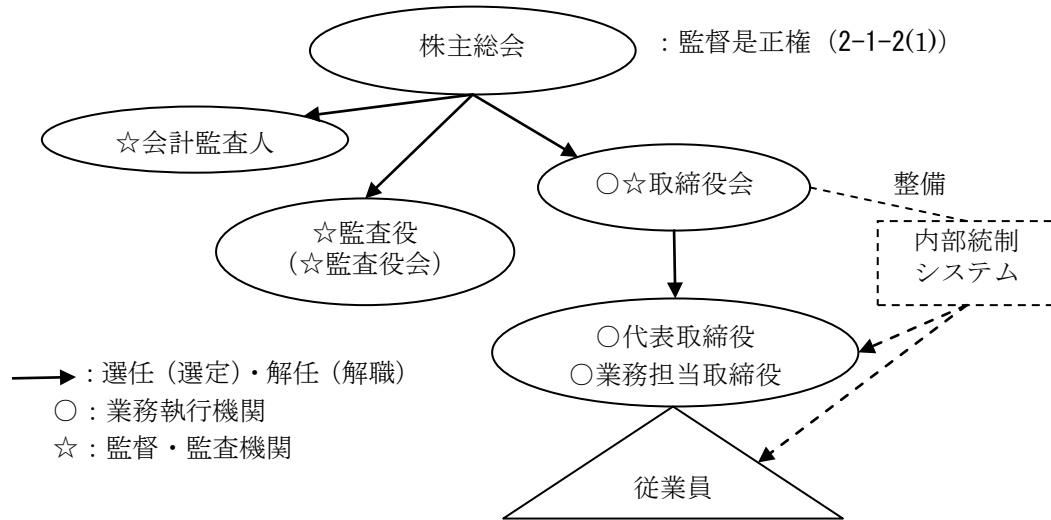 株主総会
：監督是正権（2-1-2(1)）
☆会計監査人
○☆取締役会
整備
☆監査役
（☆監査役会）
内部統制
システム
○代表取締役
○業務担当取締役
：選任（選定）・解任（解職）
○：業務執行機関
☆：監督・監査機関
従業員